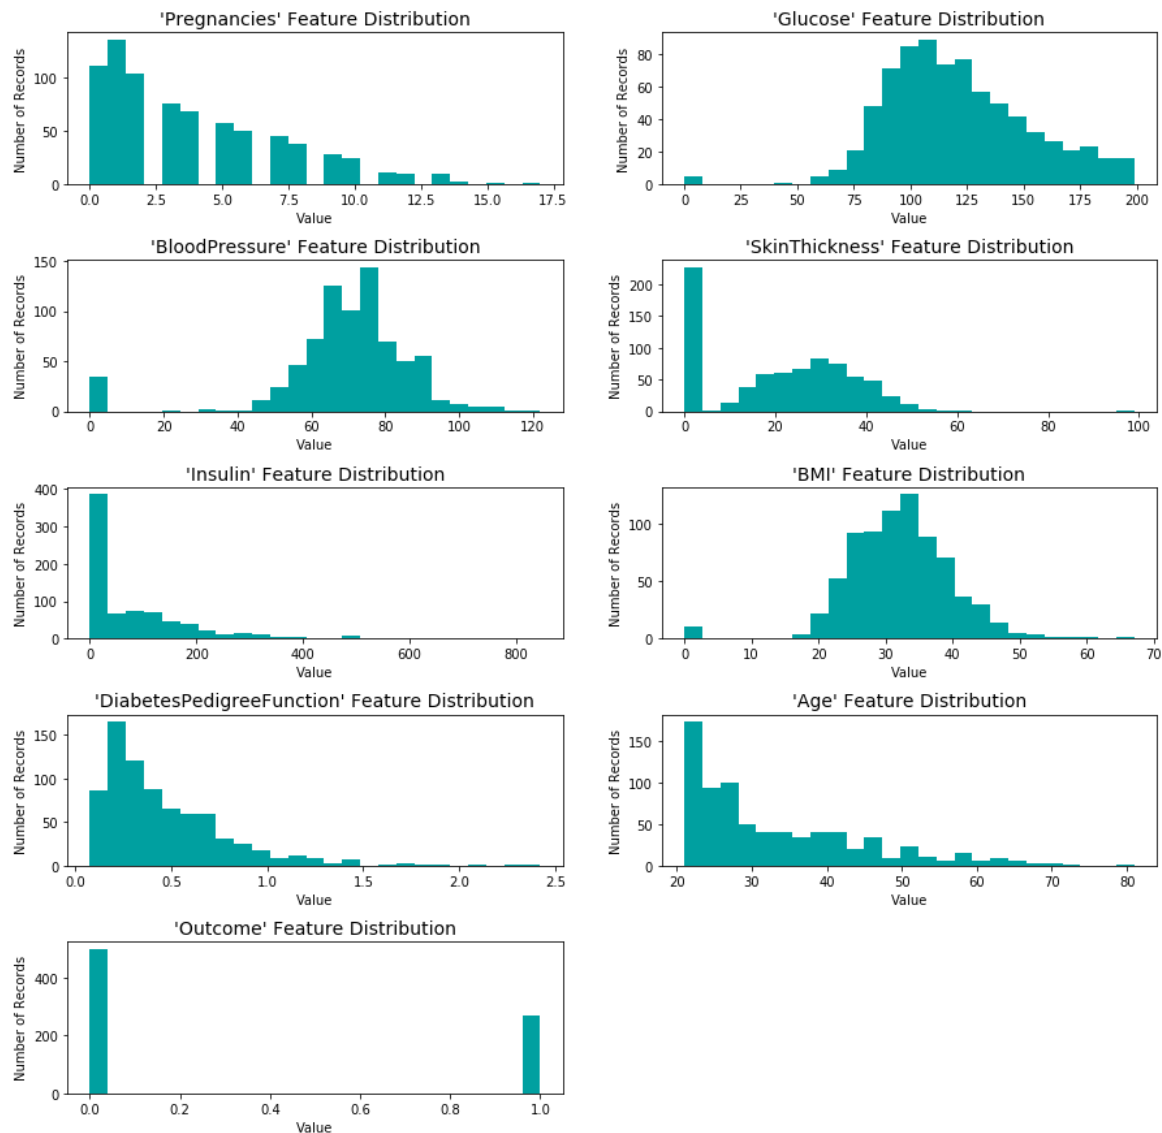 'Pregnancies' Feature Distribution
Number of Records
100
50
0
0.0 2.5 5.0 7.5 10.0 12.5 15.0 17.5
Value
'Glucose' Feature Distribution
Number of Records
80
60
40
20
0
0 25 50 75 100 125 150 175 200
Value
'BloodPressure' Feature Distribution
Number of Records
150
100
50
0
0 20 40 60 80 100 120
Value
'SkinThickness' Feature Distribution
Number of Records
200
150
100
50
0
0 20 40 60 80 100
Value
'Insulin' Feature Distribution
Number of Records
400
300
200
100
0
0 200 400 600 800
Value
'BMI' Feature Distribution
Number of Records
100
50
0
0 10 20 30 40 50 60 70
Value
'DiabetesPedigreeFunction' Feature Distribution
Number of Records
150
100
50
0
0.0 0.5 1.0 1.5 2.0 2.5
Value
'Age' Feature Distribution
Number of Records
150
100
50
0
20 30 40 50 60 70 80
Value
'Outcome' Feature Distribution
Number of Records
400
200
0
0.0 0.2 0.4 0.6 0.8 1.0
Value